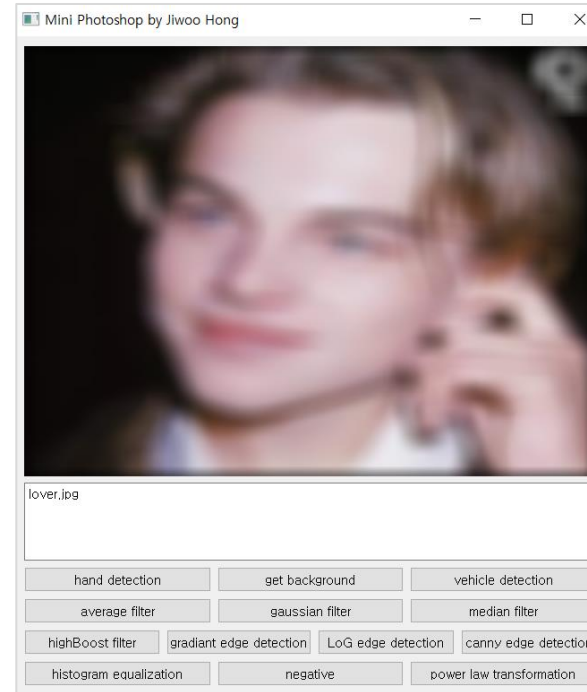 Mini Photoshop by Jiwoo Hong
lover.jpg
hand detection
get background
vehicle detection
average filter
gaussian filter
median filter
highBoost filter
gradiant edge detection
LoG edge detection
canny edge detection
histogram equalization
negative
power law transformation